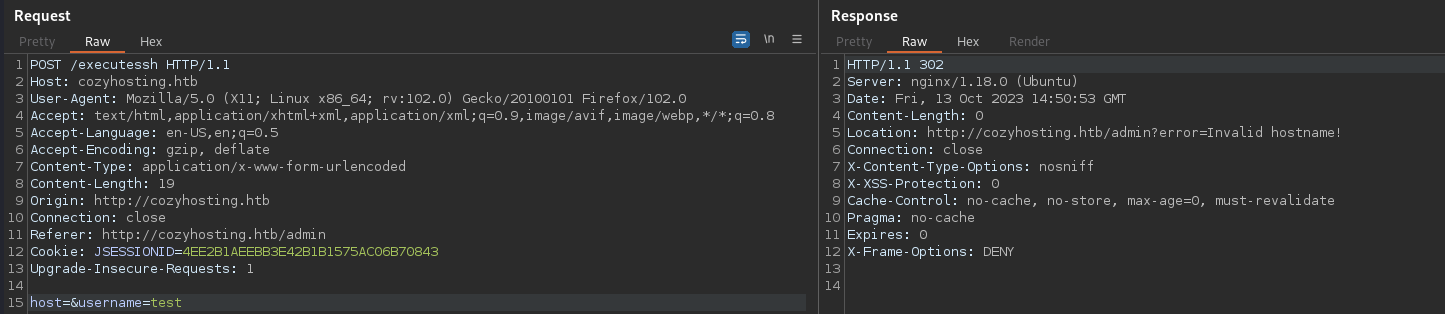 Request
Pretty Raw Hex \n
1 POST /executessh HTTP/1.1
2 Host: cozyhosting.htb
3 User-Agent: Mozilla/5.0 (X11; Linux x86_64; rv:102.0) Gecko/20100101 Firefox/102.0
4 Accept: text/html,application/xhtml+xml,application/xml;q=0.9,image/avif,image/webp,*/*;q=0.8
5 Accept-Language: en-US,en;q=0.5
6 Accept-Encoding: gzip, deflate
7 Content-Type: application/x-www-form-urlencoded
8 Content-Length: 19
9 Origin: http://cozyhosting.htb
10 Connection: close
11 Referer: http://cozyhosting.htb/admin
12 Cookie: JSESSIONID=4EE2B1AEEBB3E42B1B1575AC06B70843
13 Upgrade-Insecure-Requests: 1
14
15 host=&username=test
Response
Pretty Raw Hex Render
1 HTTP/1.1 302
2 Server: nginx/1.18.0 (Ubuntu)
3 Date: Fri, 13 Oct 2023 14:50:53 GMT
4 Content-Length: 0
5 Location: http://cozyhosting.htb/admin?error=Invalid hostname!
6 Connection: close
7 X-Content-Type-Options: nosniff
8 X-XSS-Protection: 0
9 Cache-Control: no-cache, no-store, max-age=0, must-revalidate
10 Pragma: no-cache
11 Expires: 0
12 X-Frame-Options: DENY
13
14